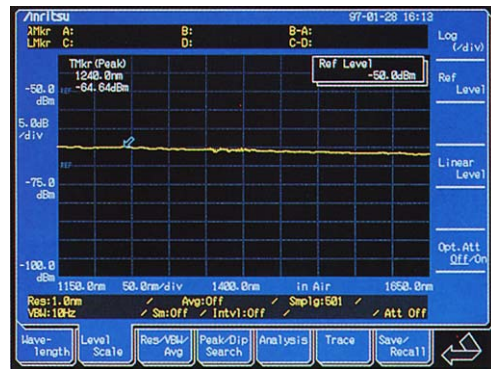 Anritsu 97-01-28 16:13
λMkr A: B: B-A:
LMkr C: D: C-D:
Log
(/div)
TMkr(Peak)
1240.0nm
-64.64dBm
Ref Level
-50.0dBm
Ref
Level
-50.0
dBm
REF
5.0dB
/div
REF
-75.0
dBm
Linear
Level
Opt.Att
Off/On
-100.0
dBm
1150.0nm 50.0nm/div 1400.0nm in Air 1650.0nm
Res:1.0nm / Avg:Off / Smplg:501 /
VBW:10Hz / Sm:Off / Intvl:Off / / Att Off
Wave-
length
Level
Scale
Res/VBW/
Avg
Peak/Dip
Search
Analysis
Trace
Save/
Recall